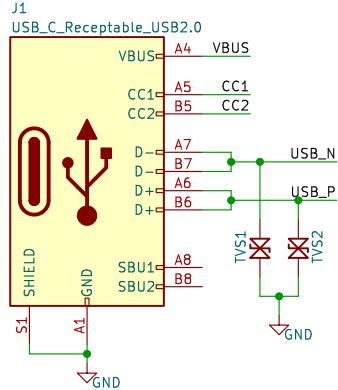 J1
USB_C_Receptable_USB2.0
VBUS A4 VBUS
CC1 A5 CC1
CC2 B5 CC2
D- A7
D- B7
USB_N
D+ A6
D+ B6
USB_P
TVS1
TVS2
SBU1 A8
SBU2 B8
SHIELD
GND
S1
A1
GND
GND